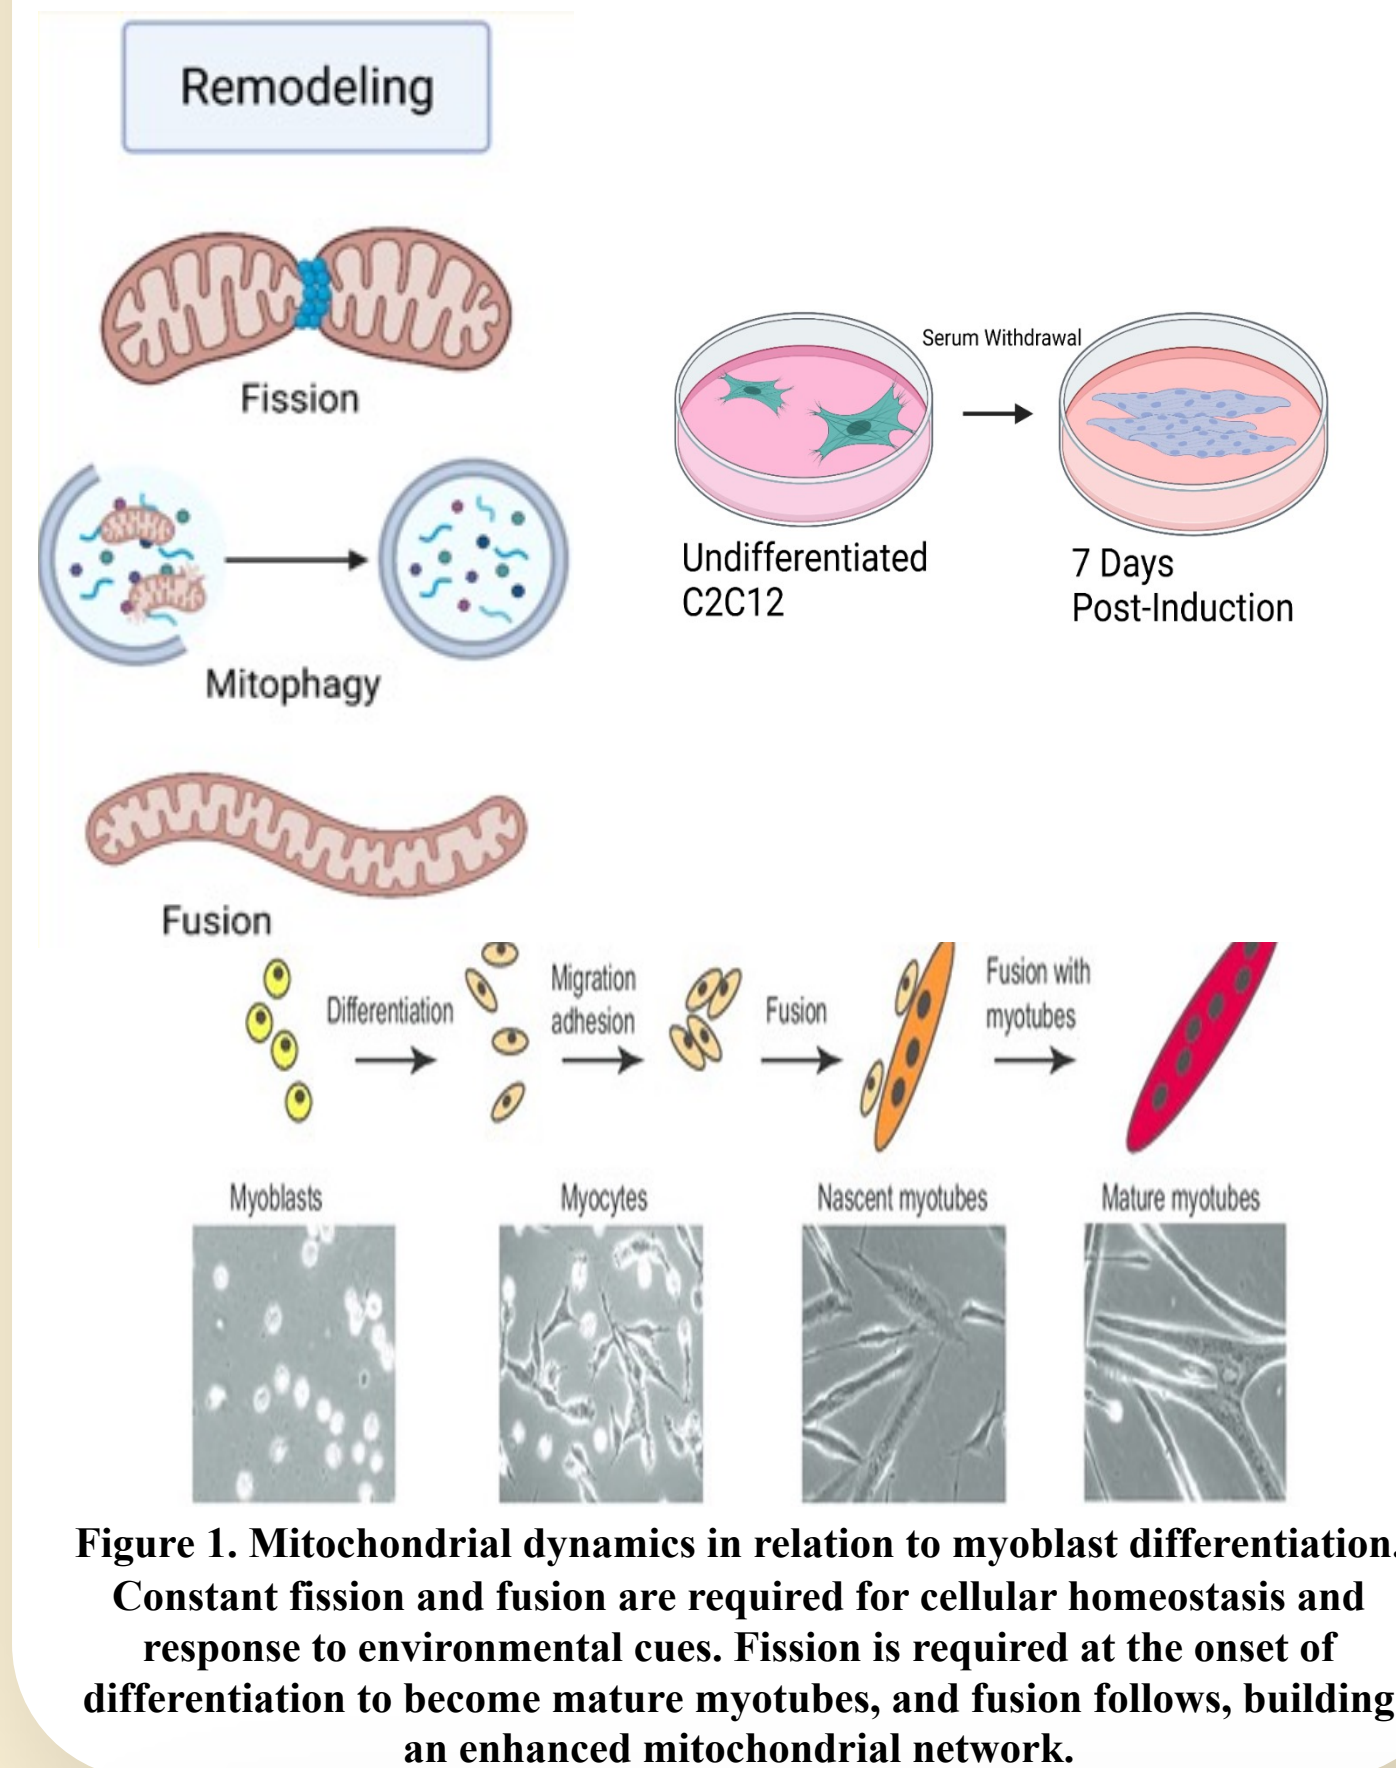 Remodeling
Fission
Mitophagy
Fusion
Serum Withdrawal
Undifferentiated
C2C12
7 Days
Post-Induction
Differentiation
Migration
adhesion
Fusion
Fusion with
myotubes
Myoblasts
Myocytes
Nascent myotubes
Mature myotubes
Figure 1. Mitochondrial dynamics in relation to myoblast differentiation.
Constant fission and fusion are required for cellular homeostasis and
response to environmental cues. Fission is required at the onset of
differentiation to become mature myotubes, and fusion follows, building
an enhanced mitochondrial network.